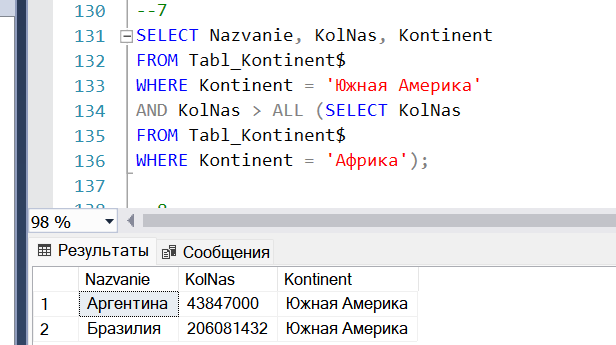 130 --7
131 SELECT Nazvanie, KolNas, Kontinent
132 FROM Tabl_Kontinent$
133 WHERE Kontinent = 'Южная Америка'
134 AND KolNas > ALL (SELECT KolNas
135 FROM Tabl_Kontinent$
136 WHERE Kontinent = 'Африка');
137
98 %
Результаты Сообщения
Nazvanie KolNas Kontinent
1 Аргентина 43847000 Южная Америка
2 Бразилия 206081432 Южная Америка